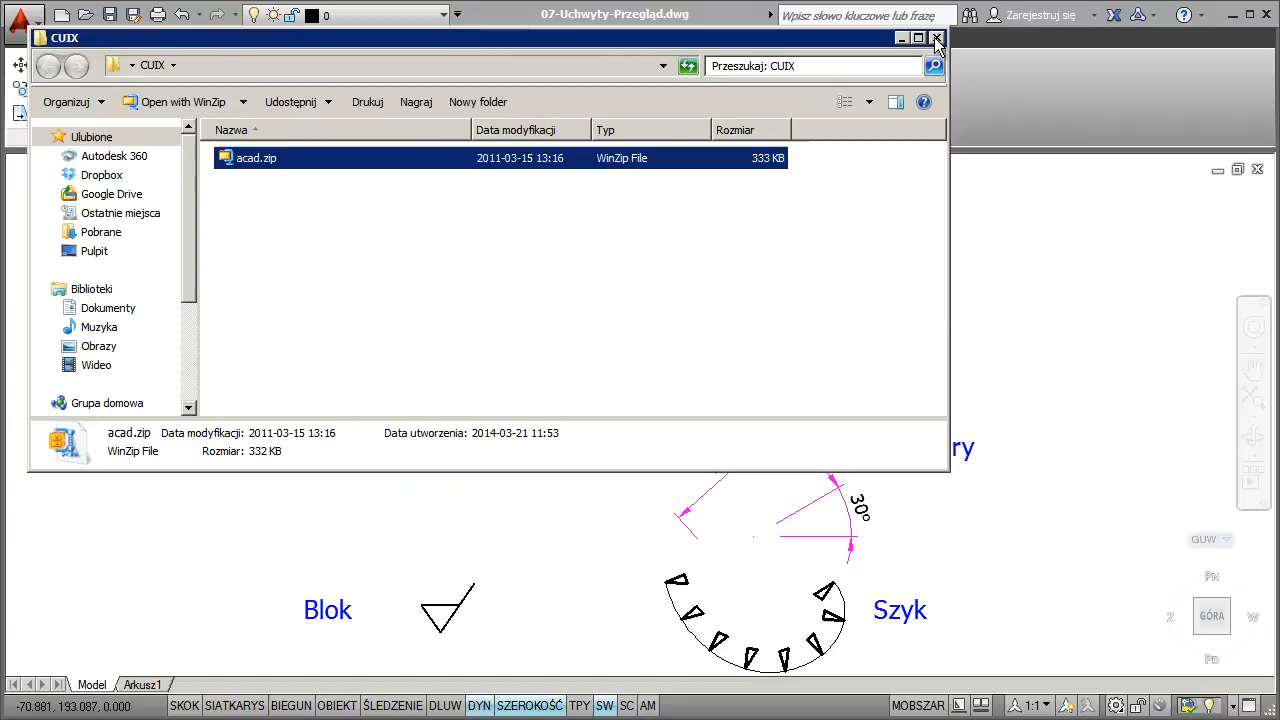 0
07-Uchwyty-Przegląd.dwg
Wpisz słowo kluczowe lub frazę
Zarejestruj się
CUIX
CUIX
Przeszukaj: CUIX
Organizuj
Open with WinZip
Udostępnij
Drukuj
Nagraj
Nowy folder
Nazwa
Data modyfikacji
Typ
Rozmiar
Ulubione
Autodesk 360
Dropbox
Google Drive
Ostatnie miejsca
Pobrane
Pulpit
Biblioteki
Dokumenty
Muzyka
Obrazy
Wideo
Grupa domowa
acad.zip
2011-03-15 13:16
WinZip File
333 KB
acad.zip Data modyfikacji: 2011-03-15 13:16 Data utworzenia: 2014-03-21 11:53
WinZip File Rozmiar: 332 KB
ry
30°
Blok
Szyk
GUW
PN
Z GÓRA W
PD
Model
Arkusz1
-70.881, 193.087, 0.000
SKOK SIATKARYS BIEGUN OBIEKT ŚLEDZENIE DLUW DYN SZEROKOŚĆ TPY SW SC AM
MOBSZAR
1:1